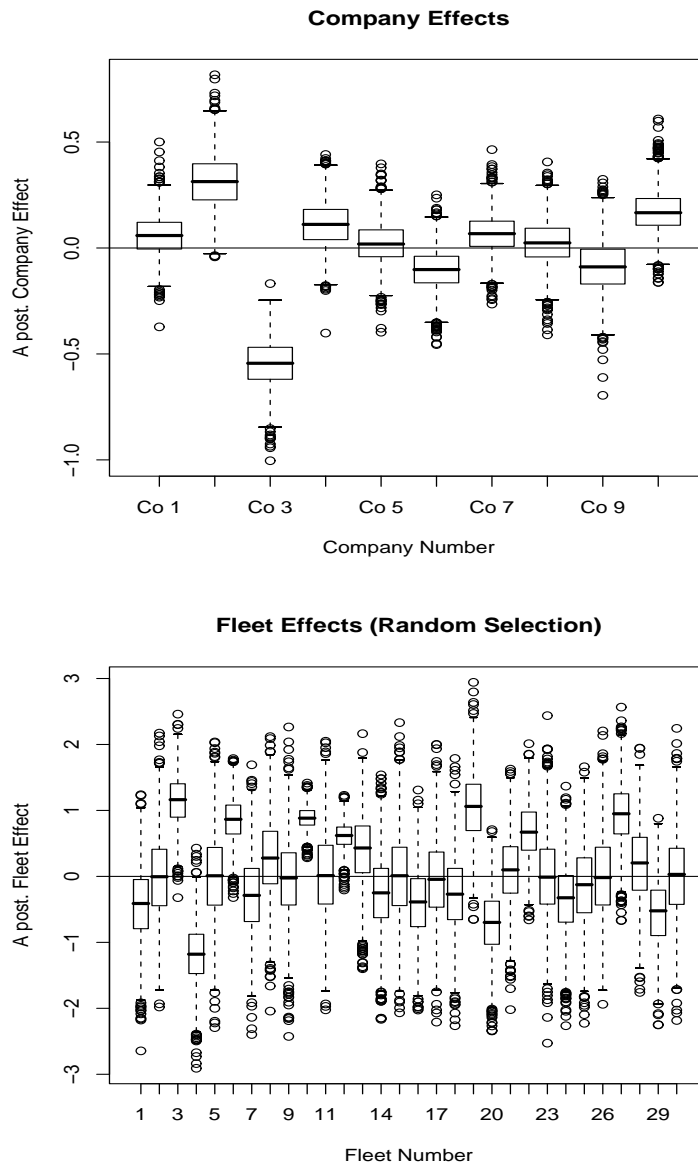 Company Effects
A post. Company Effect
0.5
0.0
−0.5
−1.0
Co 1 Co 3 Co 5 Co 7 Co 9
Company Number
Fleet Effects (Random Selection)
A post. Fleet Effect
3
2
1
0
−1
−2
−3
1 3 5 7 9 11 14 17 20 23 26 29
Fleet Number